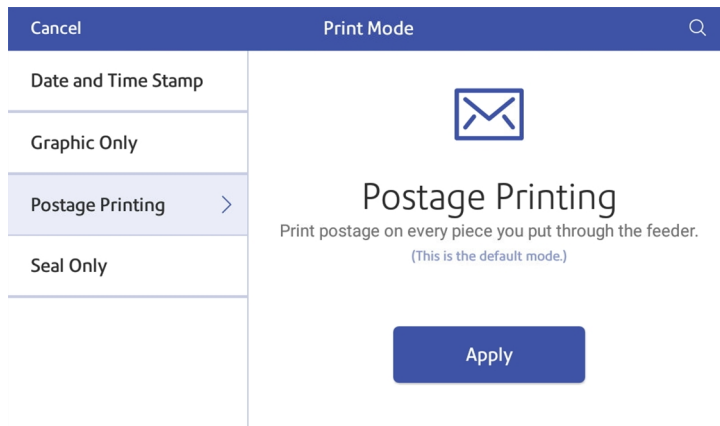 Cancel
Print Mode
Date and Time Stamp
Graphic Only
Postage Printing
Seal Only
Postage Printing
Print postage on every piece you put through the feeder.
(This is the default mode.)
Apply